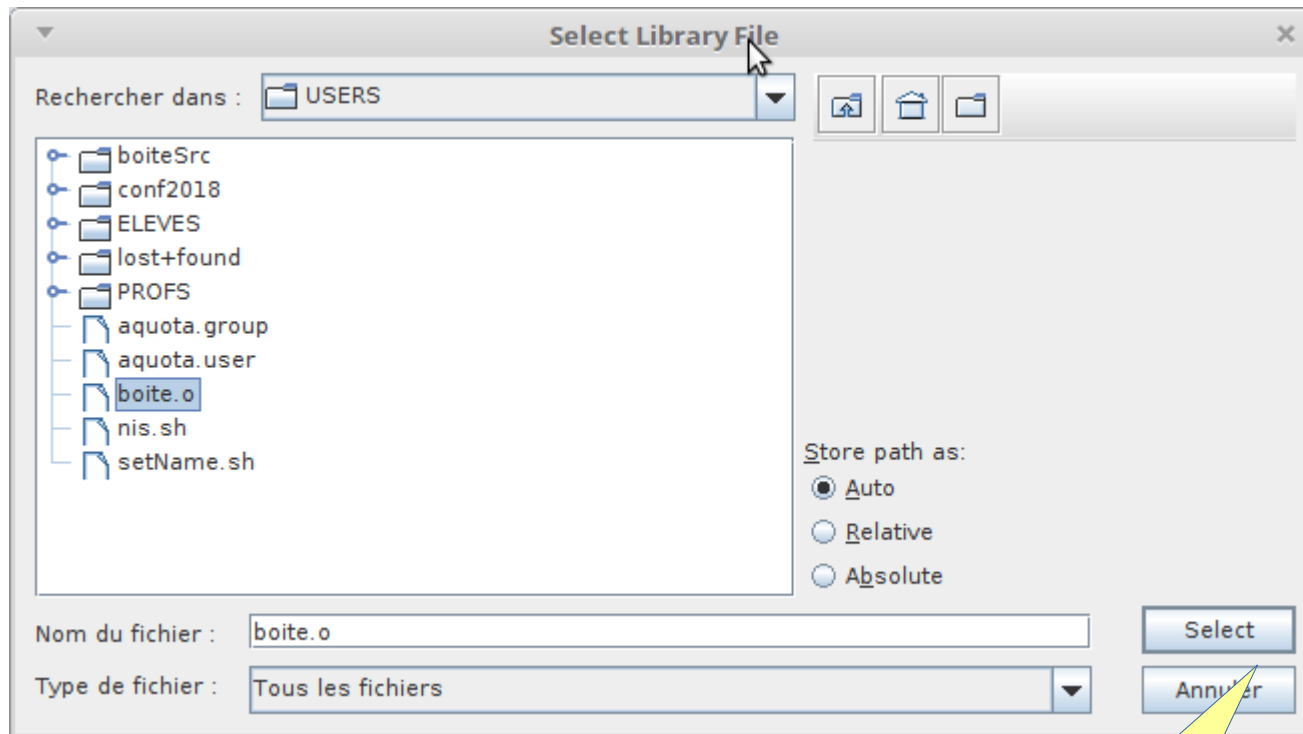 Select Library File
Rechercher dans : USERS
boiteSrc
conf2018
ELEVES
lost+found
PROFS
aquota.group
aquota.user
boite.o
nis.sh
setName.sh
Store path as:
Auto
Relative
Absolute
Nom du fichier : boite.o
Select
Type de fichier : Tous les fichiers
Annuler